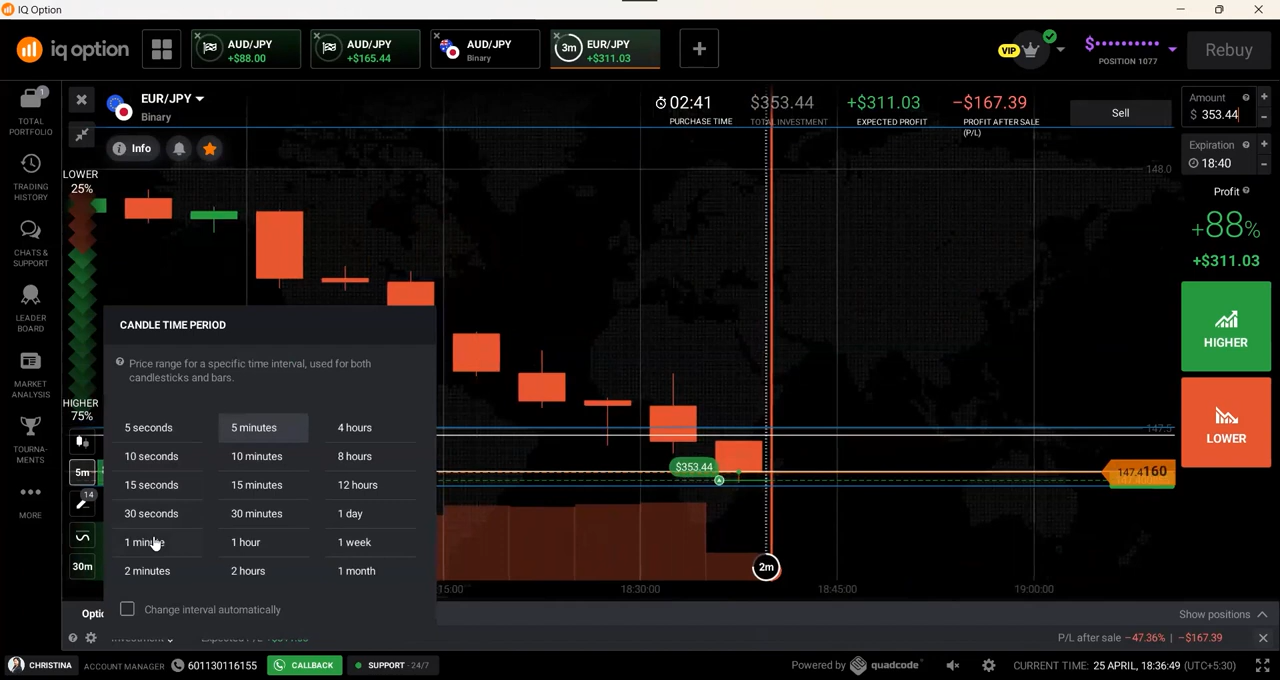 IQ Option
iq option
AUD/JPY
+$88.00
AUD/JPY
+$165.44
AUD/JPY
Binary
3m
EUR/JPY
+$311.03
+
VIP
$••••••••••
POSITION 1077
Rebuy
1
TOTAL
PORTFOLIO
TRADING
HISTORY
CHATS &
SUPPORT
LEADER
BOARD
MARKET
ANALYSIS
TOURNA-
MENTS
MORE
EUR/JPY
Binary
Info
02:41
PURCHASE TIME
$353.44
TOTAL INVESTMENT
+$311.03
EXPECTED PROFIT
−$167.39
PROFIT AFTER SALE
(P/L)
Sell
Amount
$ 353.44
Expiration
18:40
Profit
+88%
+$311.03
HIGHER
LOWER
LOWER
25%
HIGHER
75%
5m
14
30m
148.0
147.5
147.4160
$353.44
2m
CANDLE TIME PERIOD
Price range for a specific time interval, used for both
candlesticks and bars.
5 seconds
5 minutes
4 hours
10 seconds
10 minutes
8 hours
15 seconds
15 minutes
12 hours
30 seconds
30 minutes
1 day
1 minute
1 hour
1 week
2 minutes
2 hours
1 month
Change interval automatically
15:00
18:30:00
18:45:00
19:00:00
Optio
Show positions
P/L after sale −47.36% | −$167.39
CHRISTINA
ACCOUNT MANAGER
601130116155
CALLBACK
SUPPORT · 24/7
Powered by quadcode
CURRENT TIME: 25 APRIL, 18:36:49 (UTC+5:30)